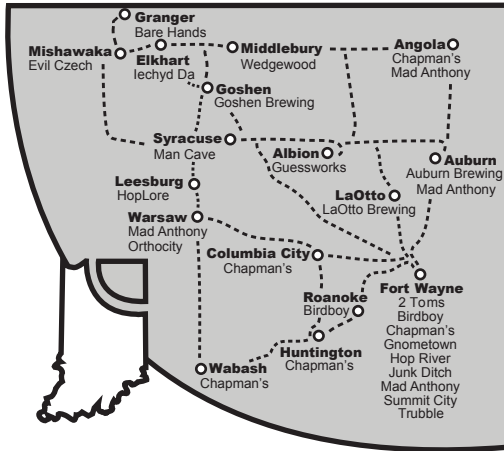 Granger
Bare Hands
Mishawaka
Evil Czech
Elkhart
Iechyd Da
Middlebury
Wedgewood
Angola
Chapman's
Mad Anthony
Goshen
Goshen Brewing
Syracuse
Man Cave
Albion
Guessworks
Auburn
Auburn Brewing
Mad Anthony
Leesburg
HopLore
LaOtto
LaOtto Brewing
Warsaw
Mad Anthony
Orthocity
Columbia City
Chapman's
Roanoke
Birdboy
Fort Wayne
2 Toms
Birdboy
Chapman's
Gnometown
Hop River
Junk Ditch
Mad Anthony
Summit City
Trubble
Huntington
Chapman's
Wabash
Chapman's